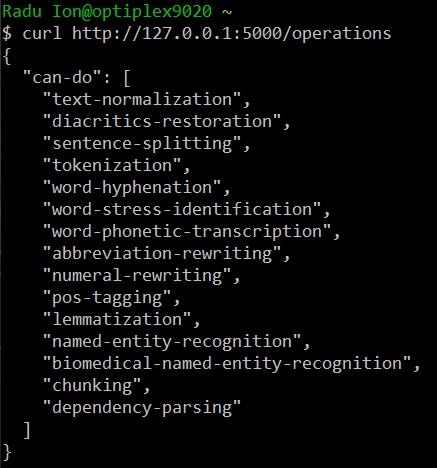 Radu Ion@optiplex9020 ~
$ curl http://127.0.0.1:5000/operations
{
  "can-do": [
    "text-normalization",
    "diacritics-restoration",
    "sentence-splitting",
    "tokenization",
    "word-hyphenation",
    "word-stress-identification",
    "word-phonetic-transcription",
    "abbreviation-rewriting",
    "numeral-rewriting",
    "pos-tagging",
    "lemmatization",
    "named-entity-recognition",
    "biomedical-named-entity-recognition",
    "chunking",
    "dependency-parsing"
  ]
}